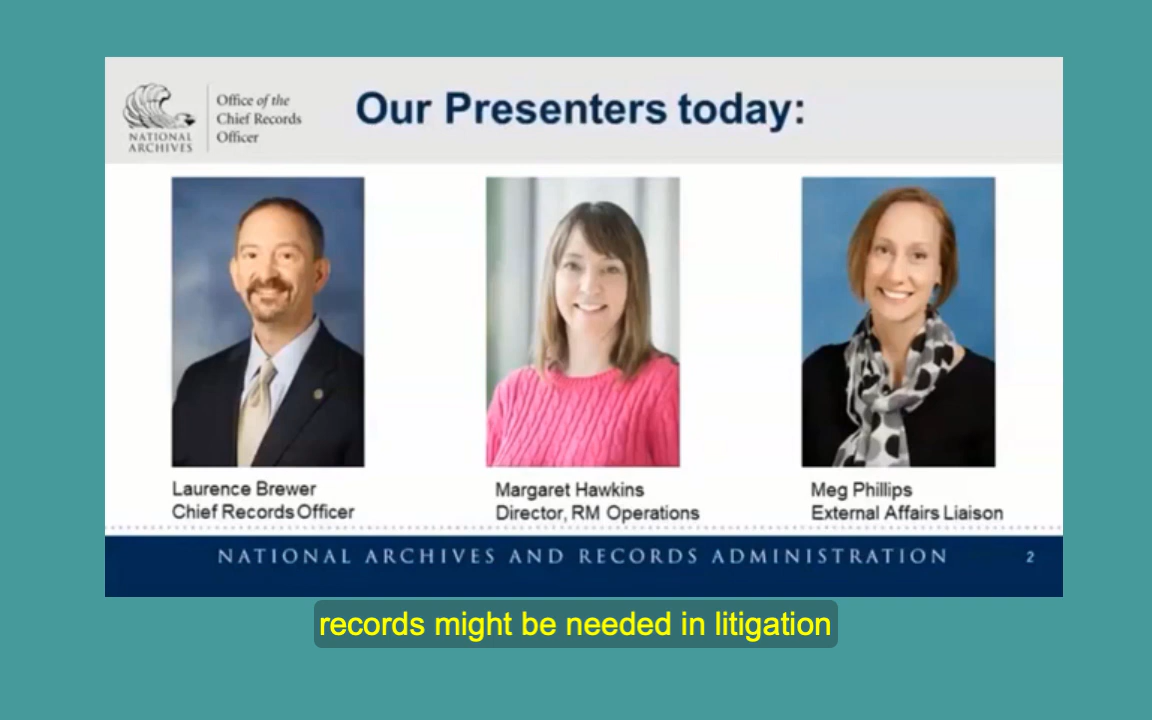 Office of the
Chief Records
Officer
NATIONAL
ARCHIVES
Our Presenters today:
Laurence Brewer
Chief Records Officer
Margaret Hawkins
Director, RM Operations
Meg Phillips
External Affairs Liaison
NATIONAL ARCHIVES AND RECORDS ADMINISTRATION
2
records might be needed in litigation